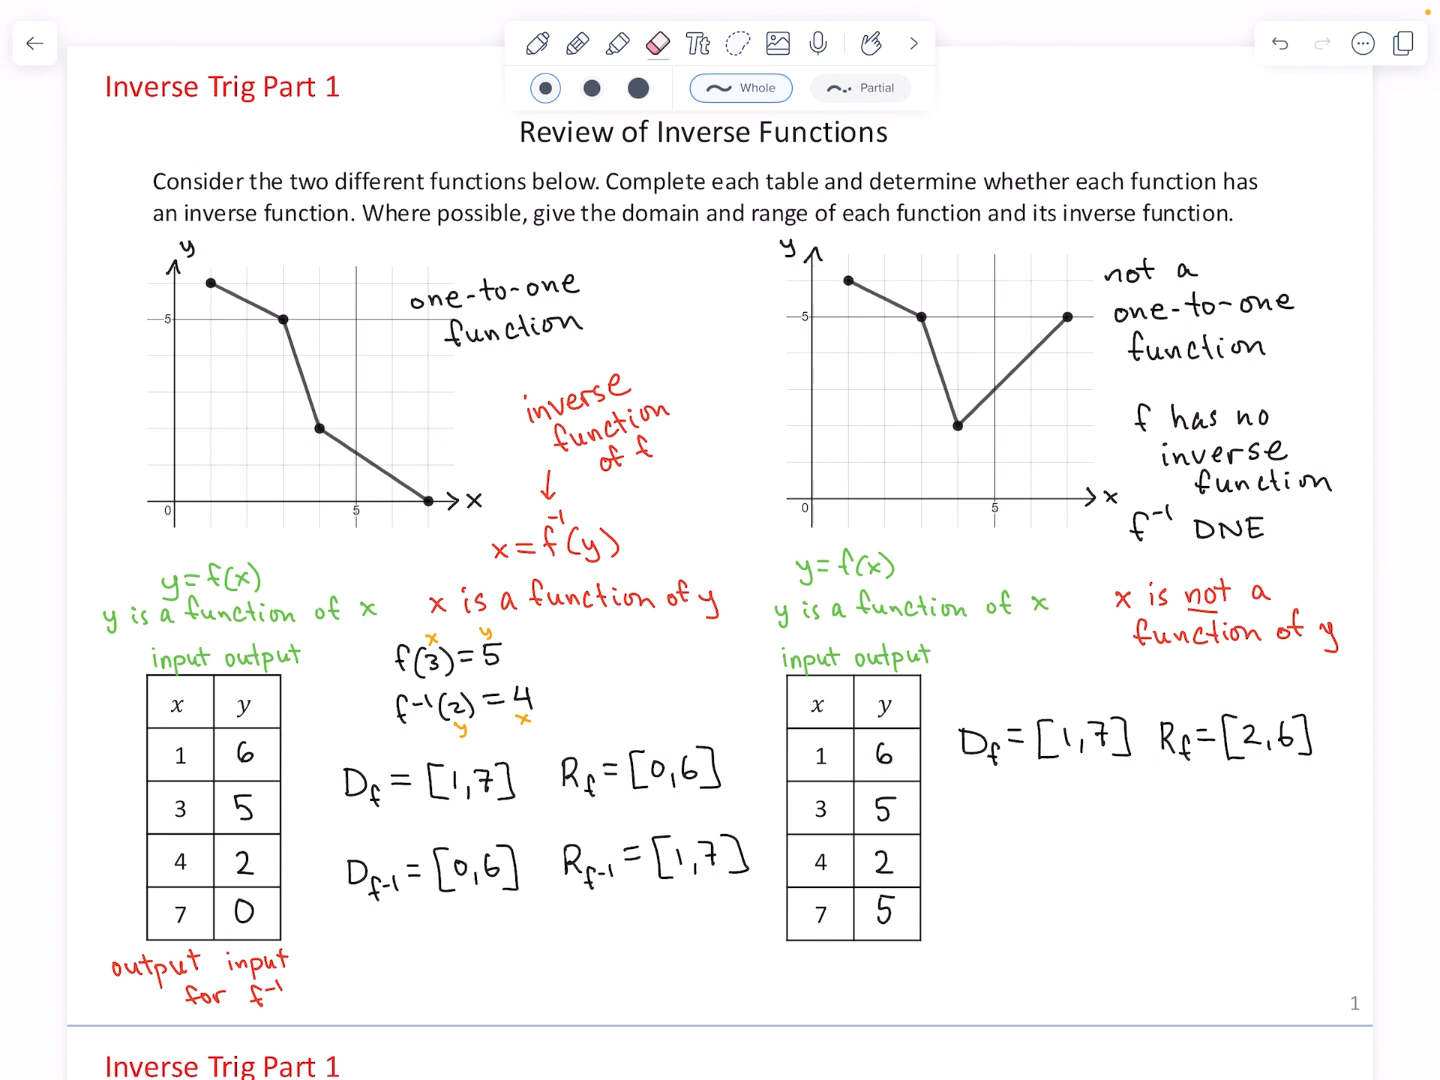 Tt
Whole
Partial
Inverse Trig Part 1
Review of Inverse Functions
Consider the two different functions below. Complete each table and determine whether each function has
an inverse function. Where possible, give the domain and range of each function and its inverse function.
y
5
0
5
x
one-to-one
function
inverse
function
of f
↓
x = f⁻¹(y)
x is a function of y
y = f(x)
y is a function of x
input output
x y
1 6
3 5
4 2
7 0
output input
for f⁻¹
x y
f(3) = 5
f⁻¹(2) = 4
y x
D_f = [1,7] R_f = [0,6]
D_f⁻¹ = [0,6] R_f⁻¹ = [1,7]
y
5
0
5
x
not a
one-to-one
function
f has no
inverse
function
f⁻¹ DNE
y = f(x)
y is a function of x
x is not a
function of y
input output
x y
1 6
3 5
4 2
7 5
D_f = [1,7] R_f = [2,6]
1
Inverse Trig Part 1